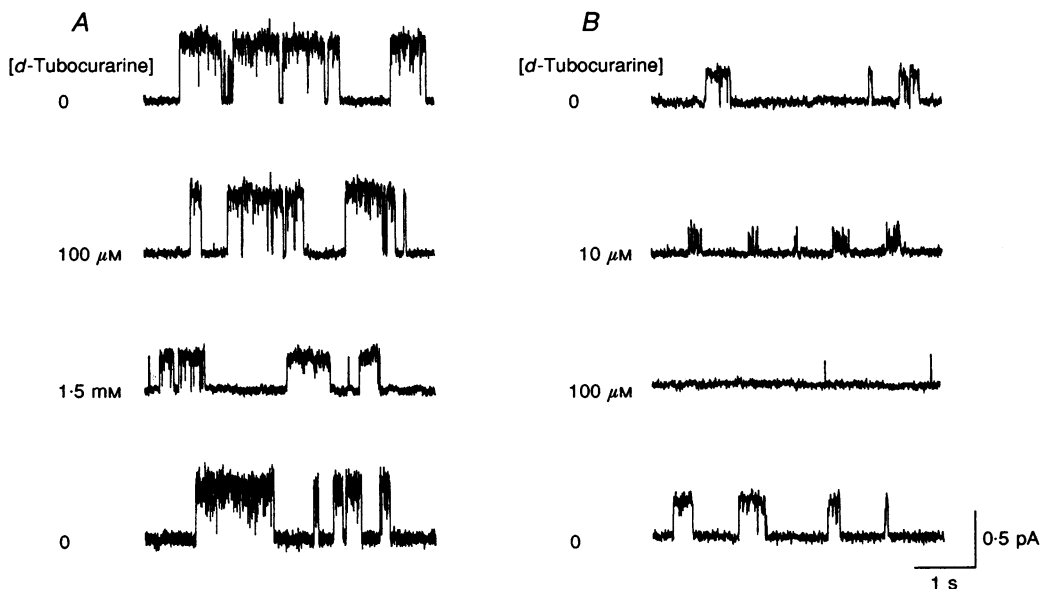 A
[d-Tubocurarine]
0
100 μM
1·5 mM
0
B
[d-Tubocurarine]
0
10 μM
100 μM
0
0·5 pA
1 s